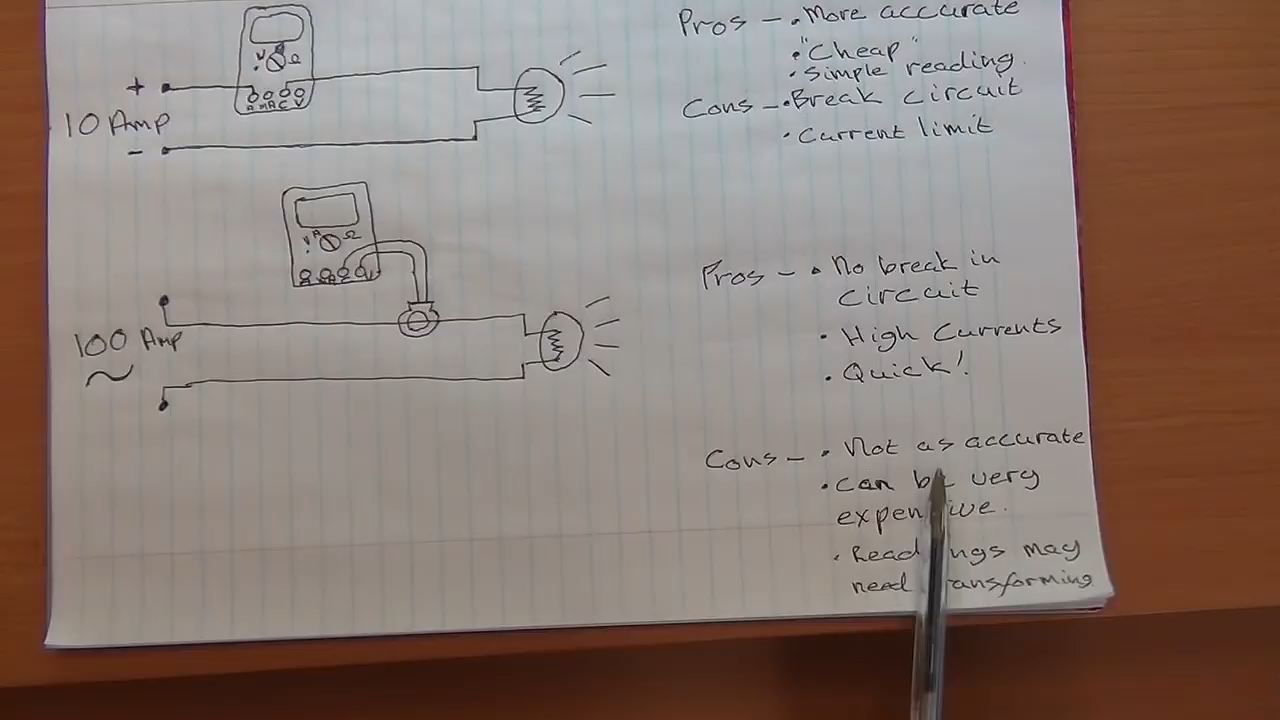 Pros - • More accurate
• "Cheap"
• Simple reading.
Cons - • Break circuit
• Current limit
V Ω
A mA C V
+
10 Amp
-
V A Ω
100 Amp
~
Pros - • No break in
circuit
• High Currents
• Quick!
Cons - • Not as accurate
• Can be very
expensive.
• Readings may
need transforming